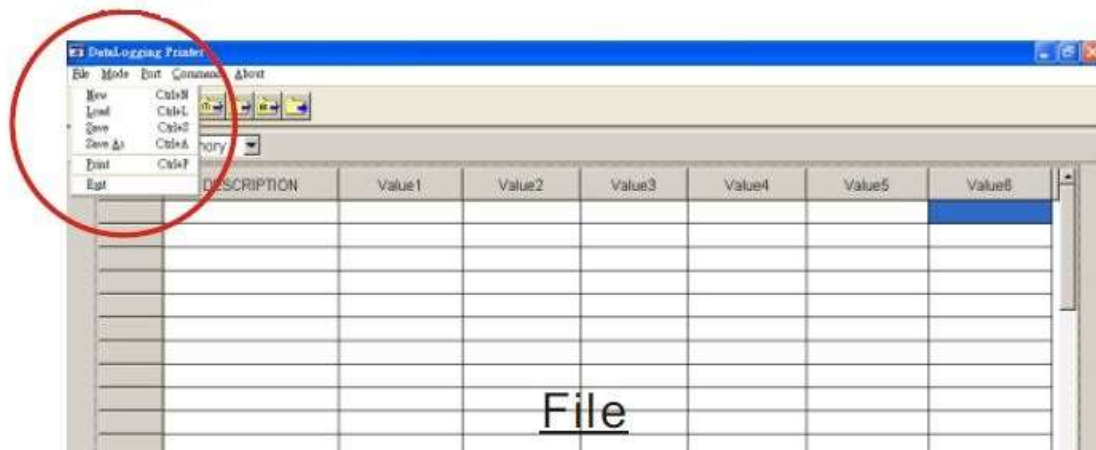 DataLogging Printer
File Mode Port Command About
New Ctrl+N
Load Ctrl+L
Save Ctrl+S
Save As Ctrl+A
Print Ctrl+P
Exit
DESCRIPTION Value1 Value2 Value3 Value4 Value5 Value6
File